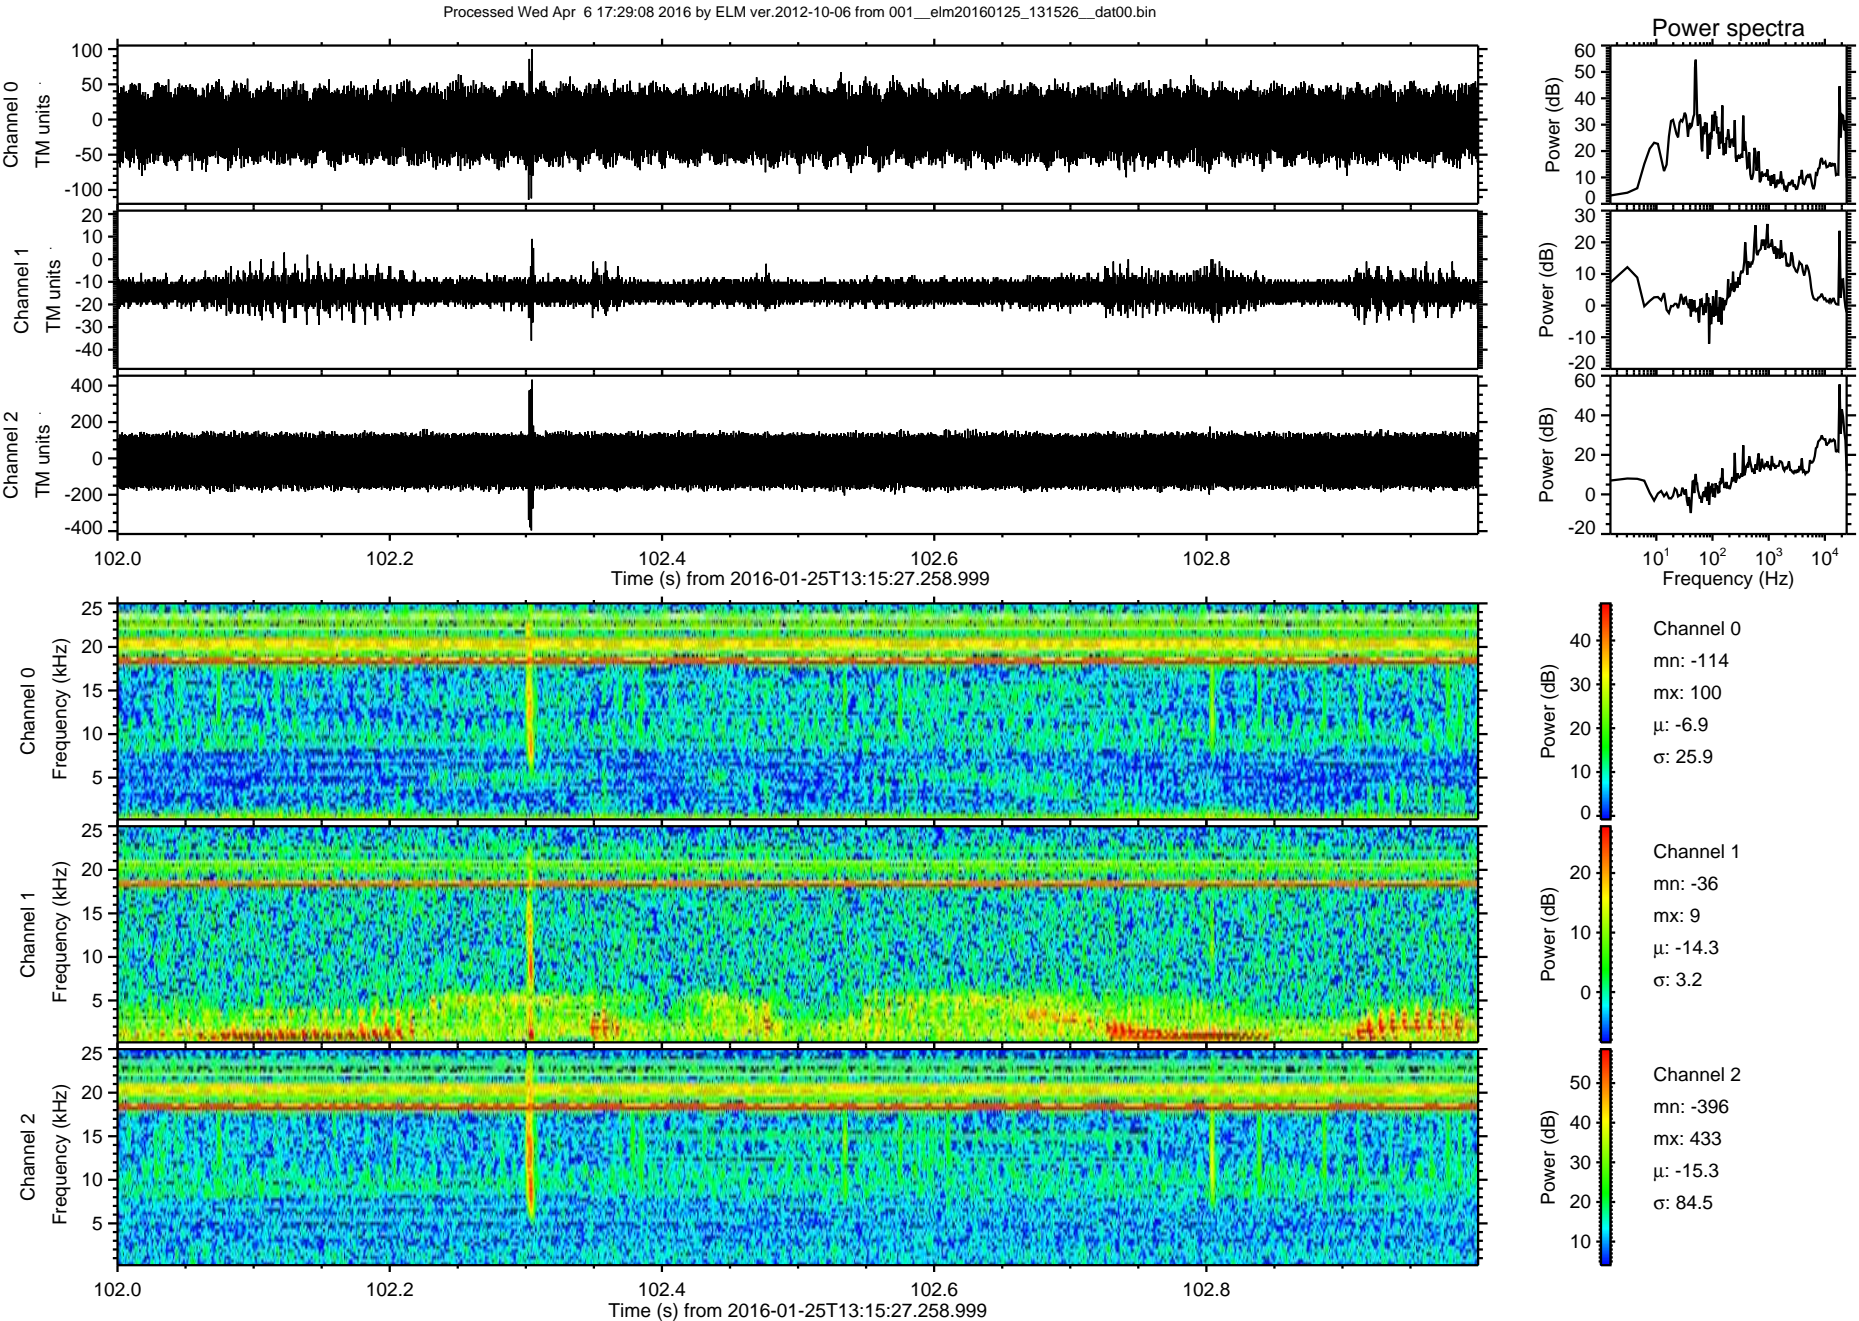 Processed Wed Apr  6 17:29:08 2016 by ELM ver.2012-10-06 from 001__elm20160125_131526__dat00.bin
Power spectra
Channel 0
TM units
100
50
0
-50
-100
Power (dB)
60
50
40
30
20
10
0
Channel 1
TM units
20
10
0
-10
-20
-30
-40
Power (dB)
30
20
10
0
-10
-20
Channel 2
TM units
400
200
0
-200
-400
Power (dB)
60
40
20
0
-20
102.0 102.2 102.4 102.6 102.8
Time (s) from 2016-01-25T13:15:27.258.999
10¹ 10² 10³ 10⁴
Frequency (Hz)
Channel 0
Frequency (kHz)
25
20
15
10
5
Power (dB)
40
30
20
10
0
Channel 0
mn: -114
mx: 100
μ: -6.9
σ: 25.9
Channel 1
Frequency (kHz)
25
20
15
10
5
Power (dB)
20
10
0
Channel 1
mn: -36
mx: 9
μ: -14.3
σ: 3.2
Channel 2
Frequency (kHz)
25
20
15
10
5
Power (dB)
50
40
30
20
10
Channel 2
mn: -396
mx: 433
μ: -15.3
σ: 84.5
102.0 102.2 102.4 102.6 102.8
Time (s) from 2016-01-25T13:15:27.258.999